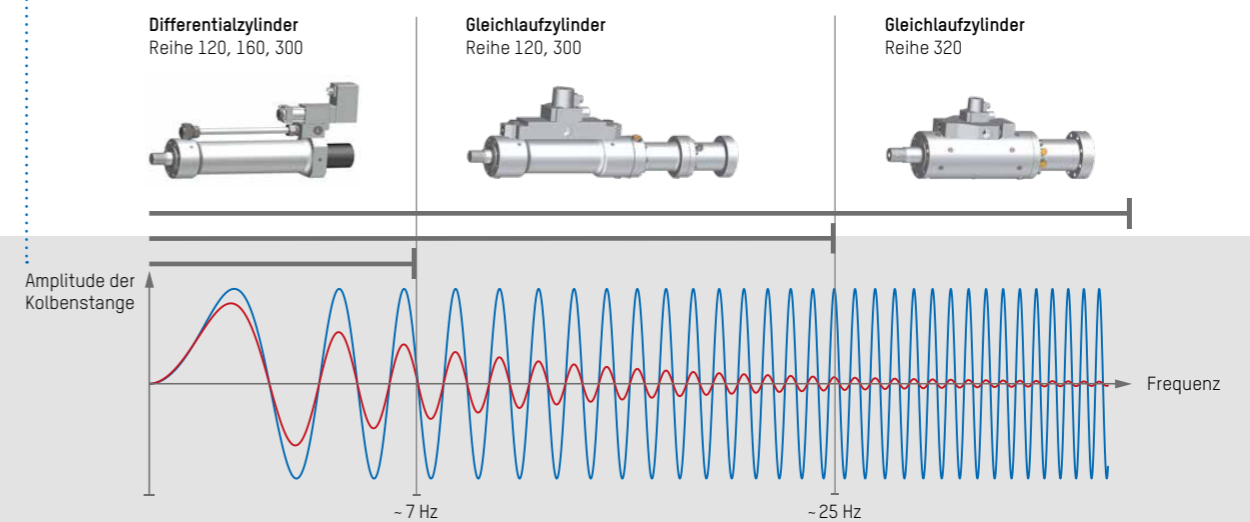 Differentialzylinder
Reihe 120, 160, 300
Gleichlaufzylinder
Reihe 120, 300
Gleichlaufzylinder
Reihe 320
Amplitude der
Kolbenstange
Frequenz
~ 7 Hz
~ 25 Hz